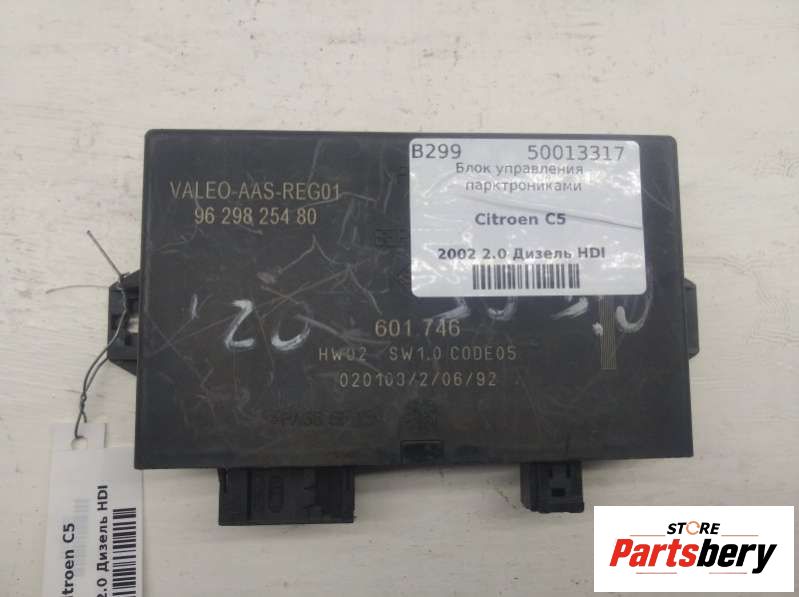 VALEO-AAS-REG01
96 298 254 80
B299 50013317
Блок управления
парктрониками
Citroen C5
2002 2.0 Дизель HDI
601 746
HW02 SW1.0 CODE05
020103/2/06/92
troen C5
2.0 Дизель HDI
STORE
Partsbery